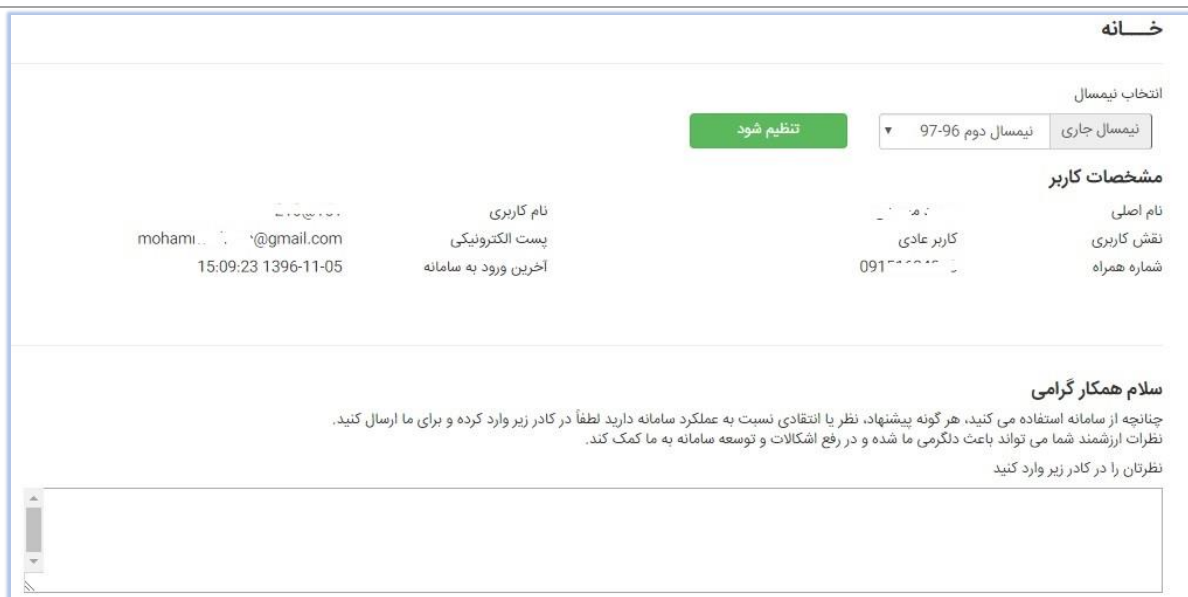 خــــانه
انتخاب نیمسال
نیمسال جاری نیمسال دوم 96-97 تنظیم شود
مشخصات کاربر
نام اصلی نام کاربری
نقش کاربری کاربر عادی پست الکترونیکی @gmail.com
شماره همراه آخرین ورود به سامانه 15:09:23 1396-11-05
سلام همکار گرامی
چنانچه از سامانه استفاده می کنید، هر گونه پیشنهاد، نظر یا انتقادی نسبت به عملکرد سامانه دارید لطفاً در کادر زیر وارد کرده و برای ما ارسال کنید.
نظرات ارزشمند شما می تواند باعث دلگرمی ما شده و در رفع اشکالات و توسعه سامانه به ما کمک کند.
نظرتان را در کادر زیر وارد کنید